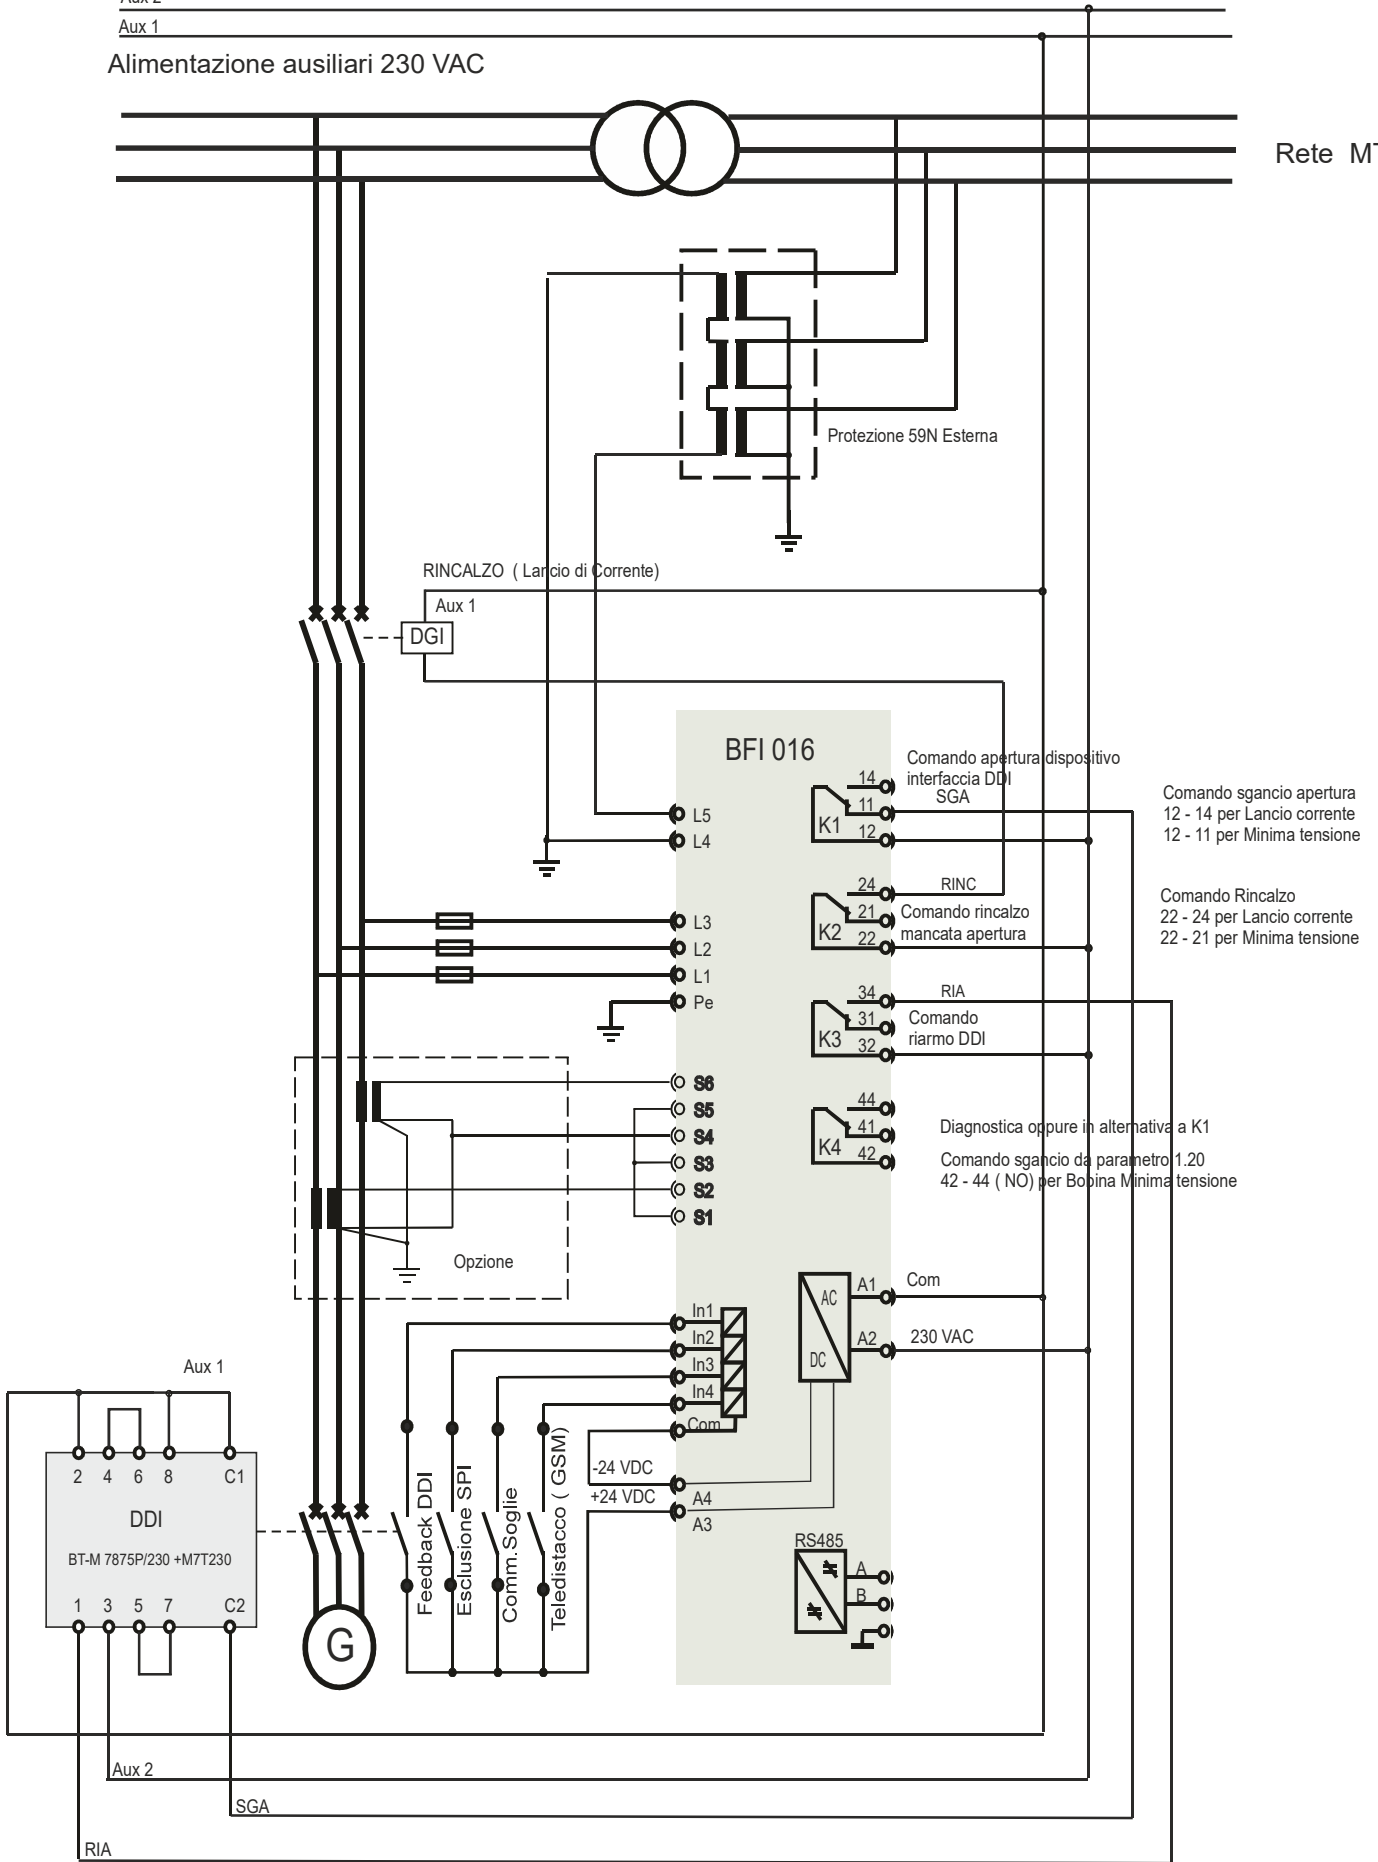 Aux 2
Aux 1
Alimentazione ausiliari 230 VAC
Rete MT
Protezione 59N Esterna
RINCALZO ( Lancio di Corrente)
Aux 1
DGI
BFI 016
Comando apertura dispositivo
interfaccia DDI
SGA
14
11
12
K1
Comando sgancio apertura
12 - 14 per Lancio corrente
12 - 11 per Minima tensione
L5
L4
24
21
22
K2
RINC
Comando rincalzo
mancata apertura
Comando Rincalzo
22 - 24 per Lancio corrente
22 - 21 per Minima tensione
L3
L2
L1
Pe
34
31
32
K3
RIA
Comando
riarmo DDI
S6
S5
S4
S3
S2
S1
44
41
42
K4
Diagnostica oppure in alternativa a K1
Comando sgancio da parametro 1.20
42 - 44 ( NO) per Bobina Minima tensione
Opzione
AC
DC
A1
Com
A2
230 VAC
In1
In2
In3
In4
Com
-24 VDC
+24 VDC
A4
A3
Feedback DDI
Esclusione SPI
Comm.Soglie
Teledistacco ( GSM)
RS485
A
B
Aux 1
2 4 6 8 C1
DDI
BT-M 7875P/230 +M7T230
1 3 5 7 C2
G
Aux 2
SGA
RIA